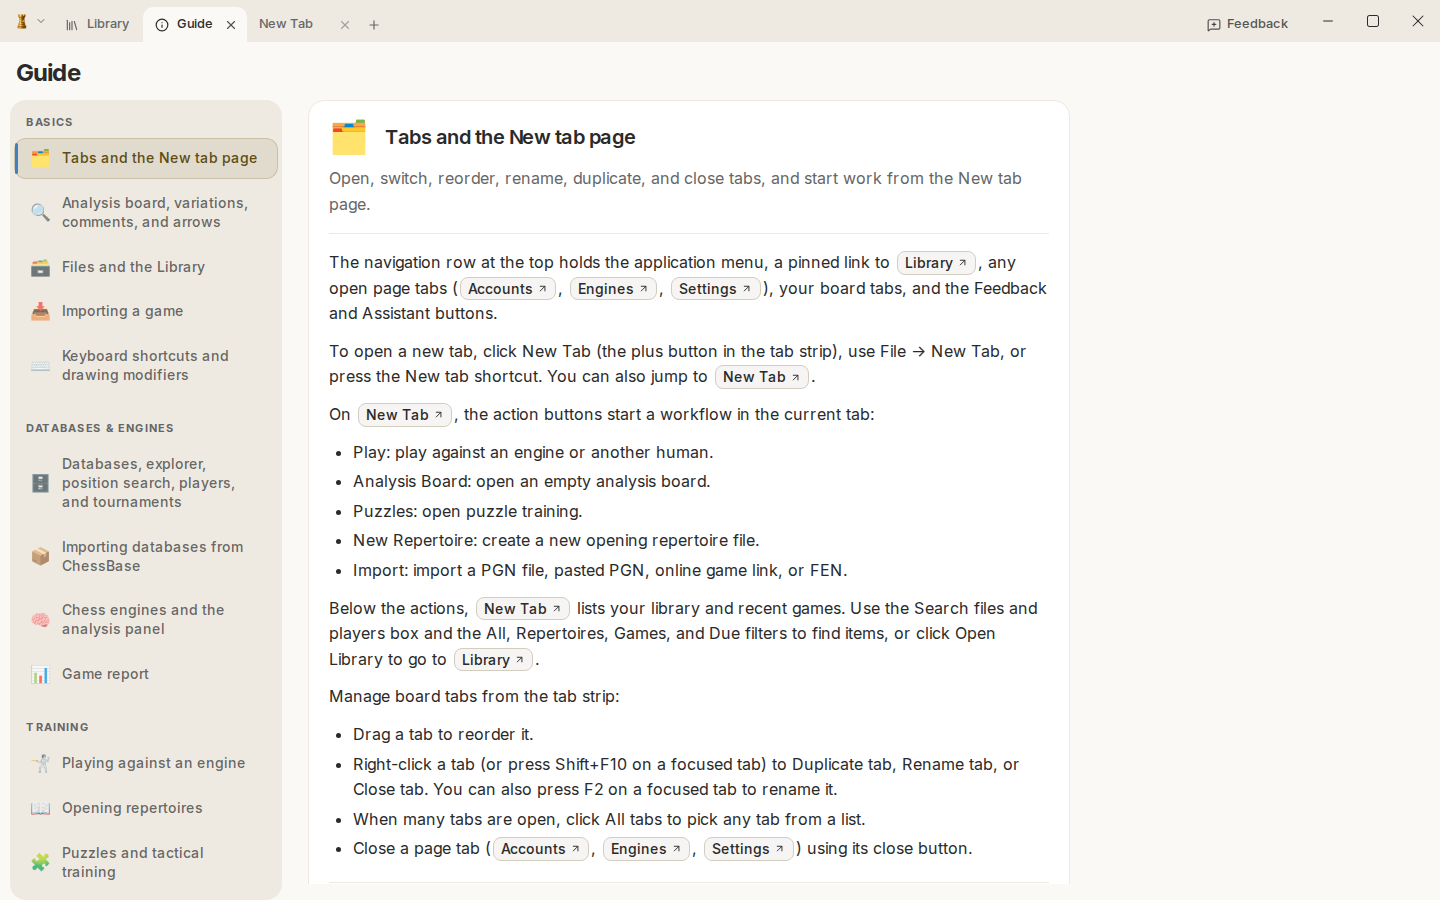 Library
Guide
New Tab
Feedback
Guide
BASICS
Tabs and the New tab page
Analysis board, variations,
comments, and arrows
Files and the Library
Importing a game
Keyboard shortcuts and
drawing modifiers
DATABASES & ENGINES
Databases, explorer,
position search, players,
and tournaments
Importing databases from
ChessBase
Chess engines and the
analysis panel
Game report
TRAINING
Playing against an engine
Opening repertoires
Puzzles and tactical
training
Tabs and the New tab page
Open, switch, reorder, rename, duplicate, and close tabs, and start work from the New tab
page.
The navigation row at the top holds the application menu, a pinned link to Library, any
open page tabs (Accounts, Engines, Settings), your board tabs, and the Feedback
and Assistant buttons.
To open a new tab, click New Tab (the plus button in the tab strip), use File → New Tab, or
press the New tab shortcut. You can also jump to New Tab.
On New Tab, the action buttons start a workflow in the current tab:
• Play: play against an engine or another human.
• Analysis Board: open an empty analysis board.
• Puzzles: open puzzle training.
• New Repertoire: create a new opening repertoire file.
• Import: import a PGN file, pasted PGN, online game link, or FEN.
Below the actions, New Tab lists your library and recent games. Use the Search files and
players box and the All, Repertoires, Games, and Due filters to find items, or click Open
Library to go to Library.
Manage board tabs from the tab strip:
• Drag a tab to reorder it.
• Right-click a tab (or press Shift+F10 on a focused tab) to Duplicate tab, Rename tab, or
Close tab. You can also press F2 on a focused tab to rename it.
• When many tabs are open, click All tabs to pick any tab from a list.
• Close a page tab (Accounts, Engines, Settings) using its close button.